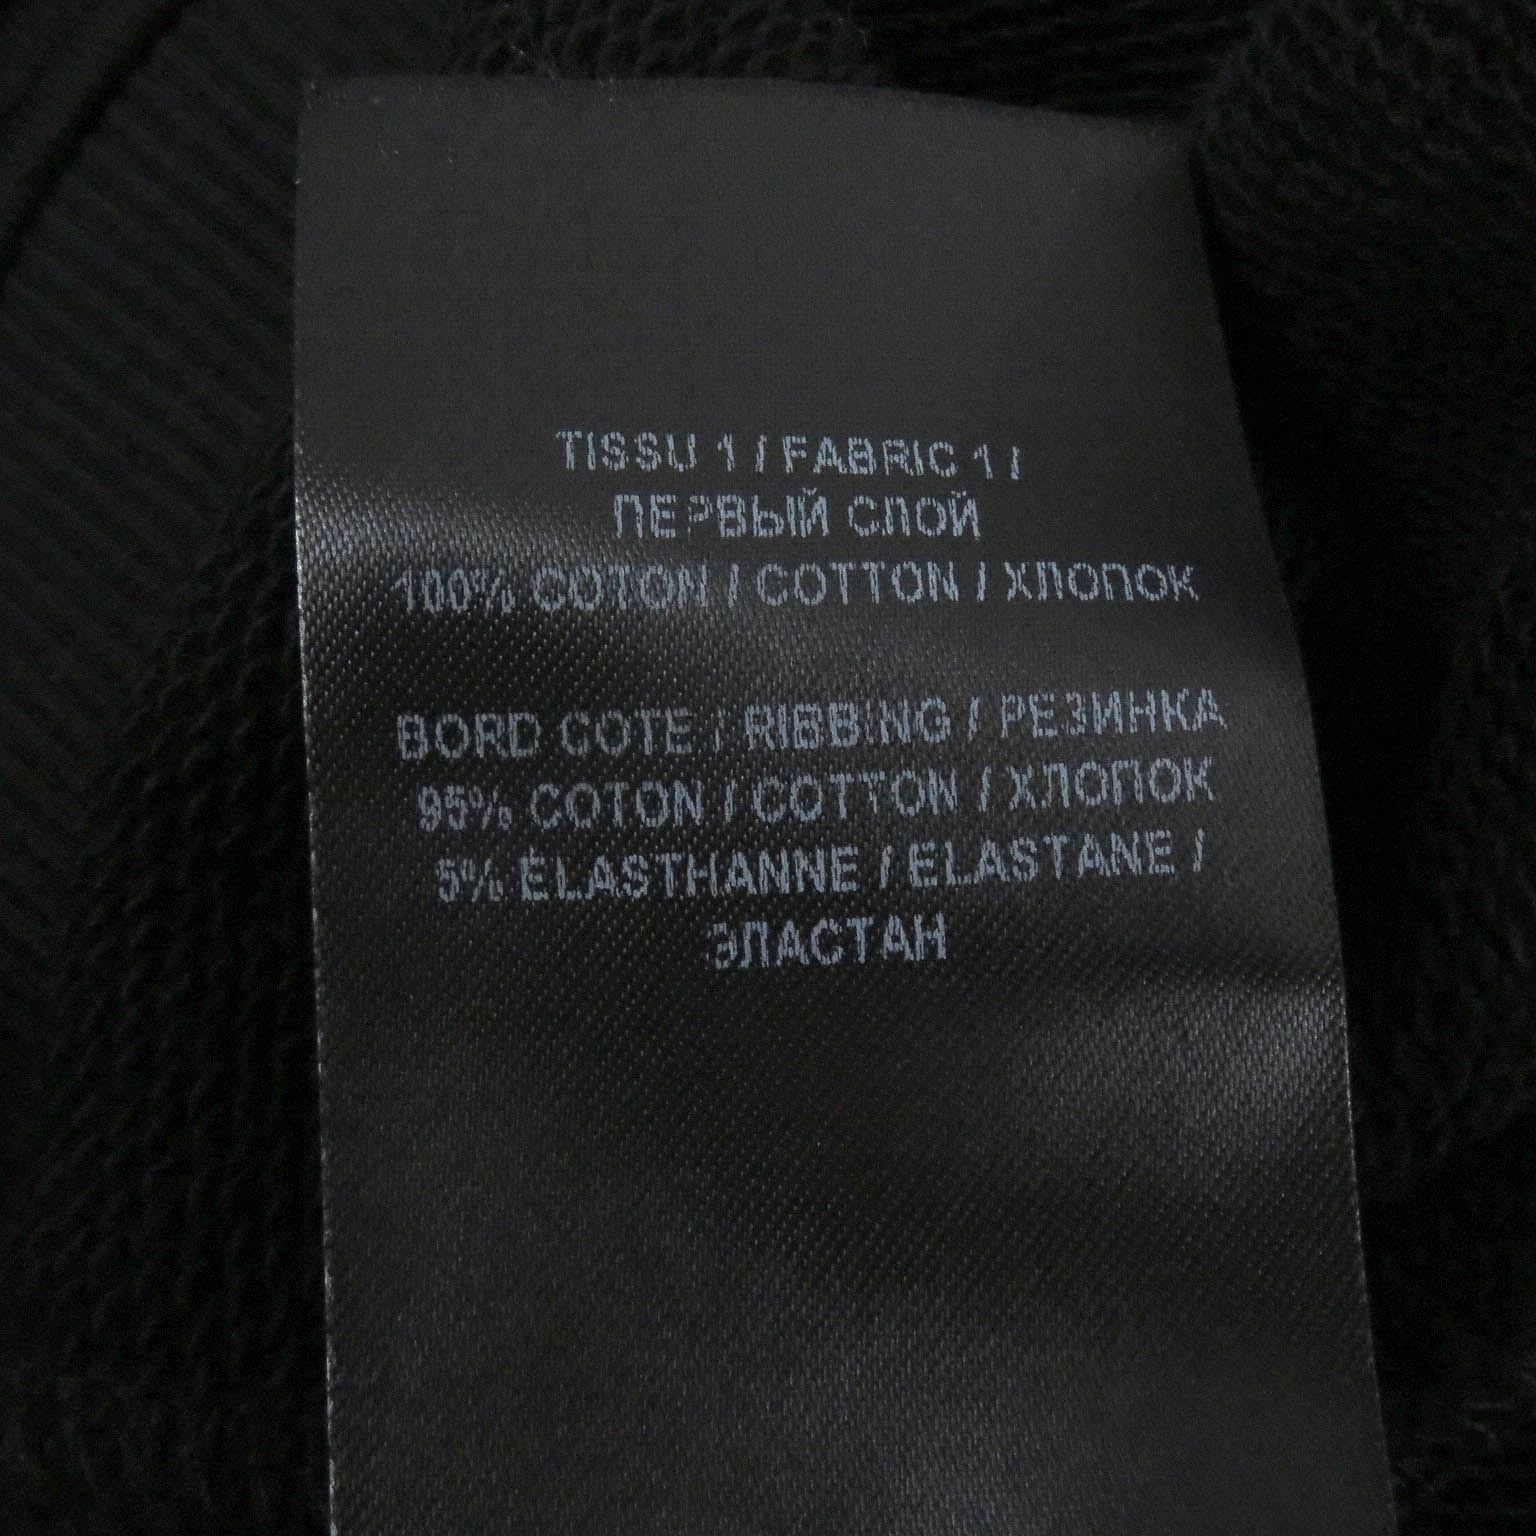 TISSU 1 / FABRIC 1 /
ПЕРВЫЙ СЛОЙ
100% COTON / COTTON / ХЛОПОК
BORD COTE / RIBBING / РЕЗИНКА
95% COTON / COTTON / ХЛОПОК
5% ÉLASTHANNE / ELASTANE /
ЭЛАСТАН